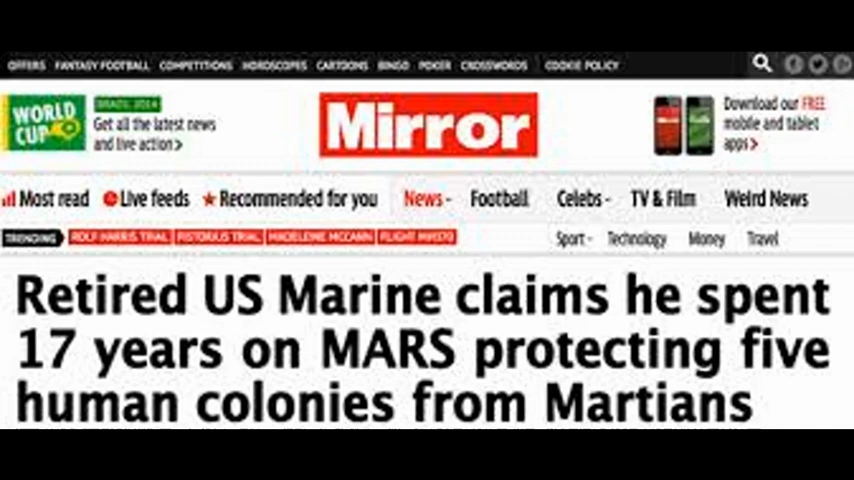 OFFERS FANTASY FOOTBALL COMPETITIONS HOROSCOPES CARTOONS BINGO POKER CROSSWORDS COOKIE POLICY
WORLD CUP
BRAZIL 2014
Get all the latest news
and live action >
Mirror
Download our FREE
mobile and tablet
apps >
Most read Live feeds Recommended for you News Football Celebs TV & Film Weird News
TRENDING ROLF HARRIS TRIAL PISTORIUS TRIAL MADELEINE MCCANN FLIGHT MH370 Sport Technology Money Travel
Retired US Marine claims he spent
17 years on MARS protecting five
human colonies from Martians